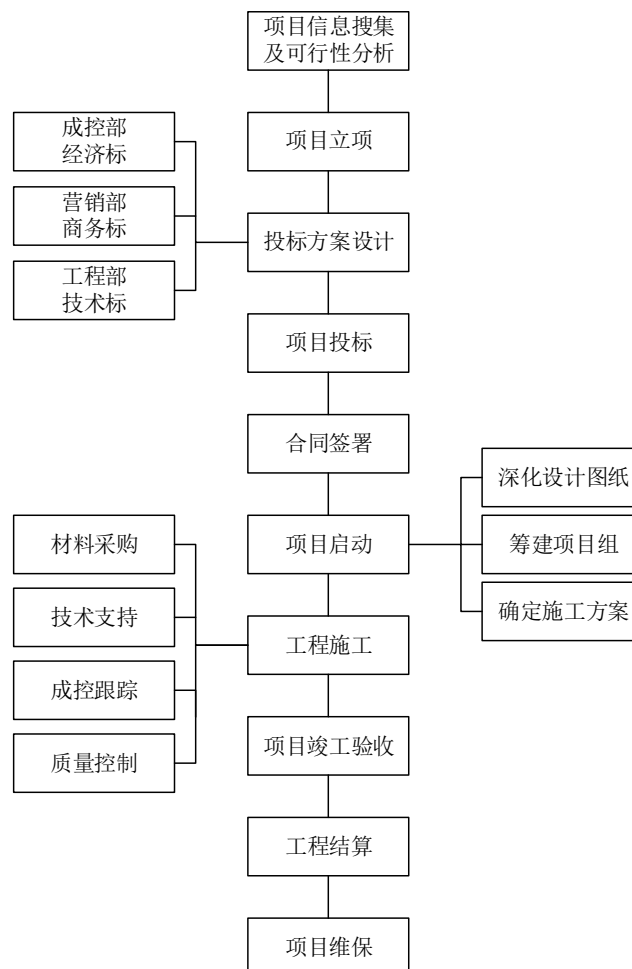 项目信息搜集
及可行性分析
项目立项
成控部
经济标
营销部
商务标
工程部
技术标
投标方案设计
项目投标
合同签署
项目启动
深化设计图纸
筹建项目组
确定施工方案
材料采购
技术支持
成控跟踪
质量控制
工程施工
项目竣工验收
工程结算
项目维保